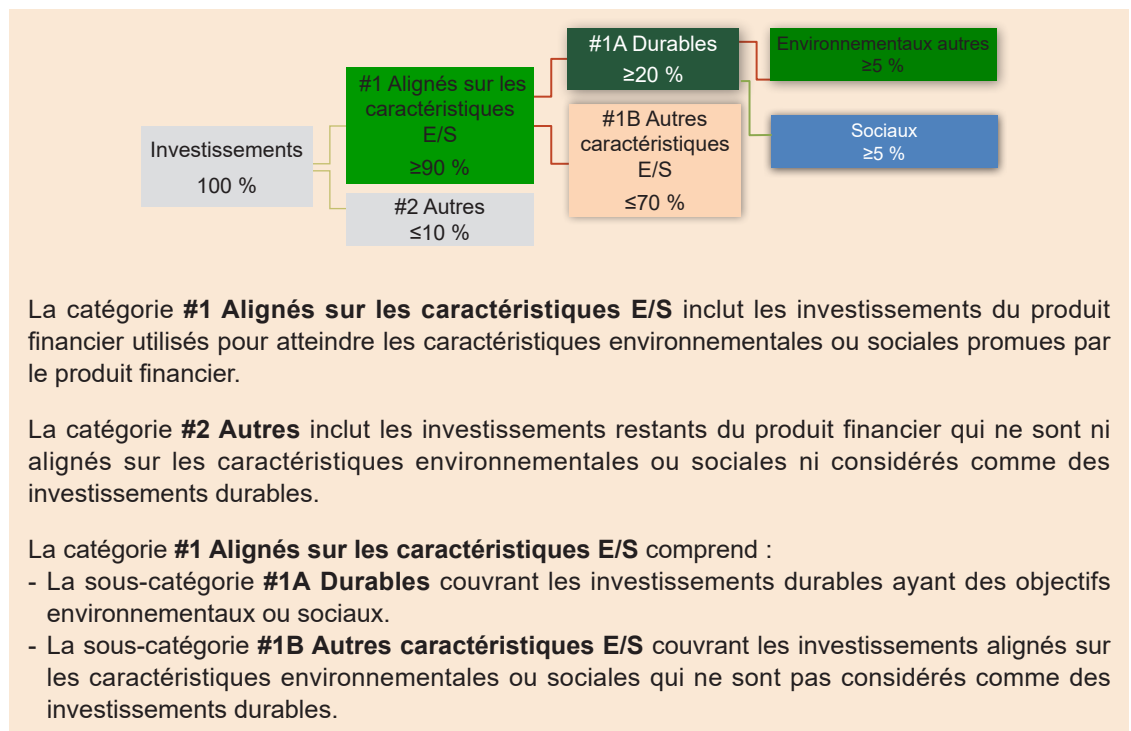 Investissements
100 %
#1 Alignés sur les
caractéristiques
E/S
≥90 %
#2 Autres
≤10 %
#1A Durables
≥20 %
#1B Autres
caractéristiques
E/S
≤70 %
Environnementaux autres
≥5 %
Sociaux
≥5 %
La catégorie #1 Alignés sur les caractéristiques E/S inclut les investissements du produit
financier utilisés pour atteindre les caractéristiques environnementales ou sociales promues par
le produit financier.
La catégorie #2 Autres inclut les investissements restants du produit financier qui ne sont ni
alignés sur les caractéristiques environnementales ou sociales ni considérés comme des
investissements durables.
La catégorie #1 Alignés sur les caractéristiques E/S comprend :
- La sous-catégorie #1A Durables couvrant les investissements durables ayant des objectifs
environnementaux ou sociaux.
- La sous-catégorie #1B Autres caractéristiques E/S couvrant les investissements alignés sur
les caractéristiques environnementales ou sociales qui ne sont pas considérés comme des
investissements durables.